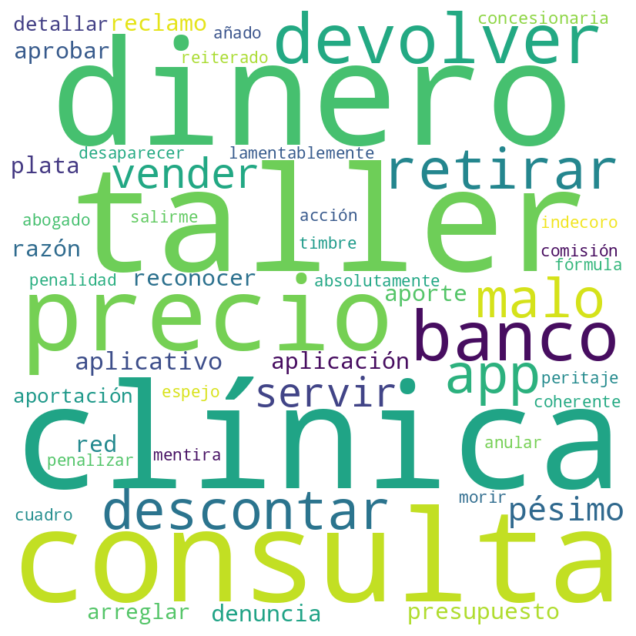 detallar reclamo añado devolver concesionaria
aprobar reiterado
dinero
desaparecer lamentablemente
plata vender retirar
taller
abogado salirme acción timbre indecoro
razón comisión
fórmula
penalidad reconocer absolutamente
precio aporte malo
banco
aplicativo aplicación app peritaje
aportación espejo servir coherente
clínica
red mentira anular
penalizar
cuadro descontar morir pésimo
consulta
arreglar denuncia presupuesto